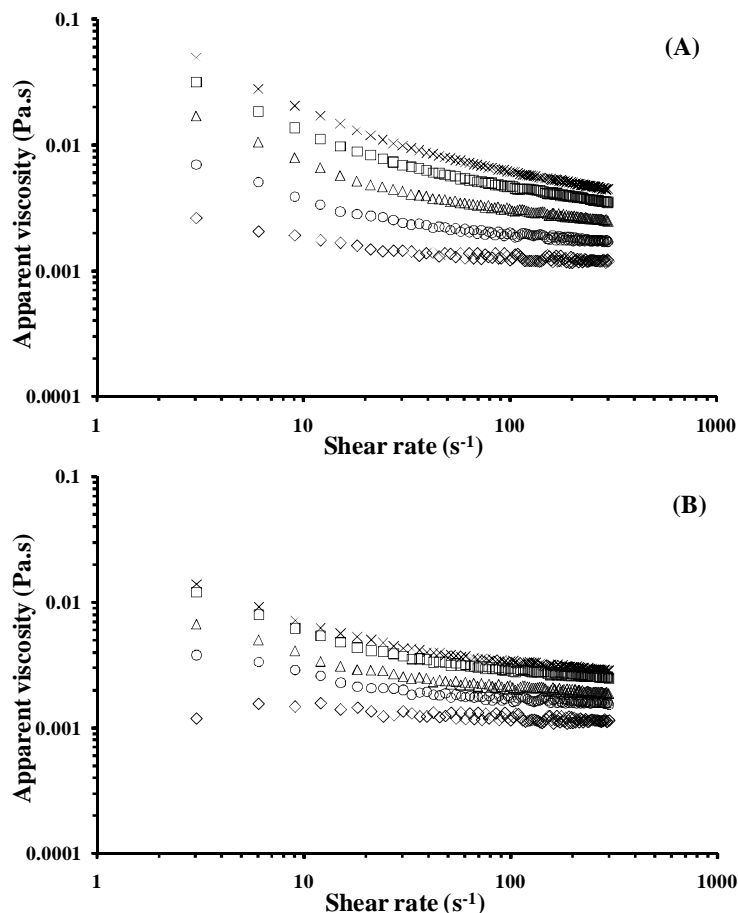 0.1
(A)
0.01
0.001
0.0001
Apparent viscosity (Pa.s)
1
10
100
1000
Shear rate (s-1)
0.1
(B)
0.01
0.001
0.0001
Apparent viscosity (Pa.s)
1
10
100
1000
Shear rate (s-1)